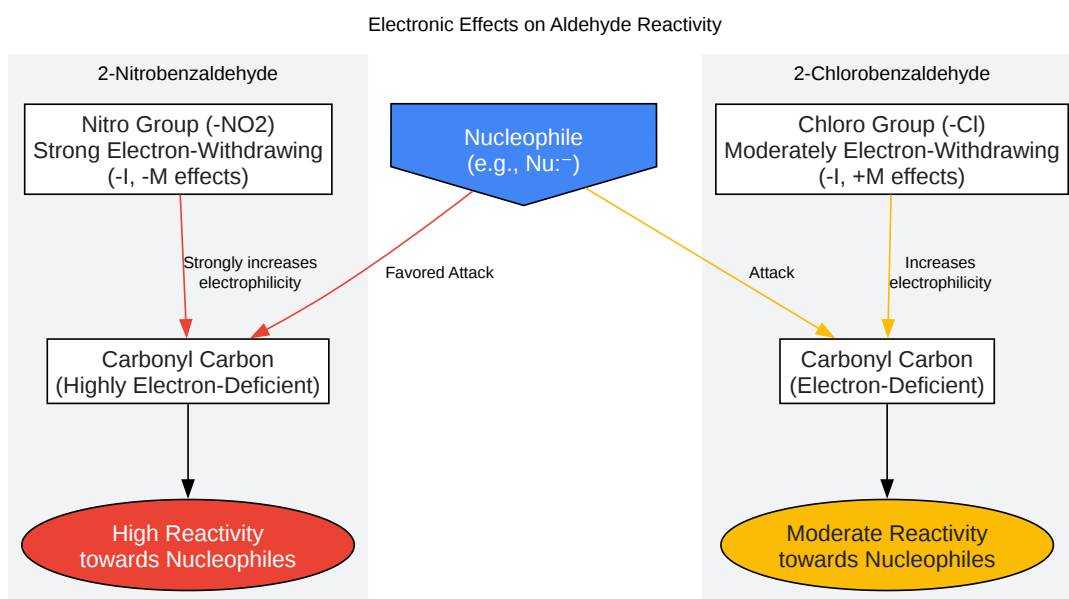 Electronic Effects on Aldehyde Reactivity
2-Nitrobenzaldehyde
Nitro Group (-NO2)
Strong Electron-Withdrawing
(-I, -M effects)
Nucleophile
(e.g., Nu:⁻)
2-Chlorobenzaldehyde
Chloro Group (-Cl)
Moderately Electron-Withdrawing
(-I, +M effects)
Strongly increases
electrophilicity
Favored Attack
Attack
Increases
electrophilicity
Carbonyl Carbon
(Highly Electron-Deficient)
Carbonyl Carbon
(Electron-Deficient)
High Reactivity
towards Nucleophiles
Moderate Reactivity
towards Nucleophiles